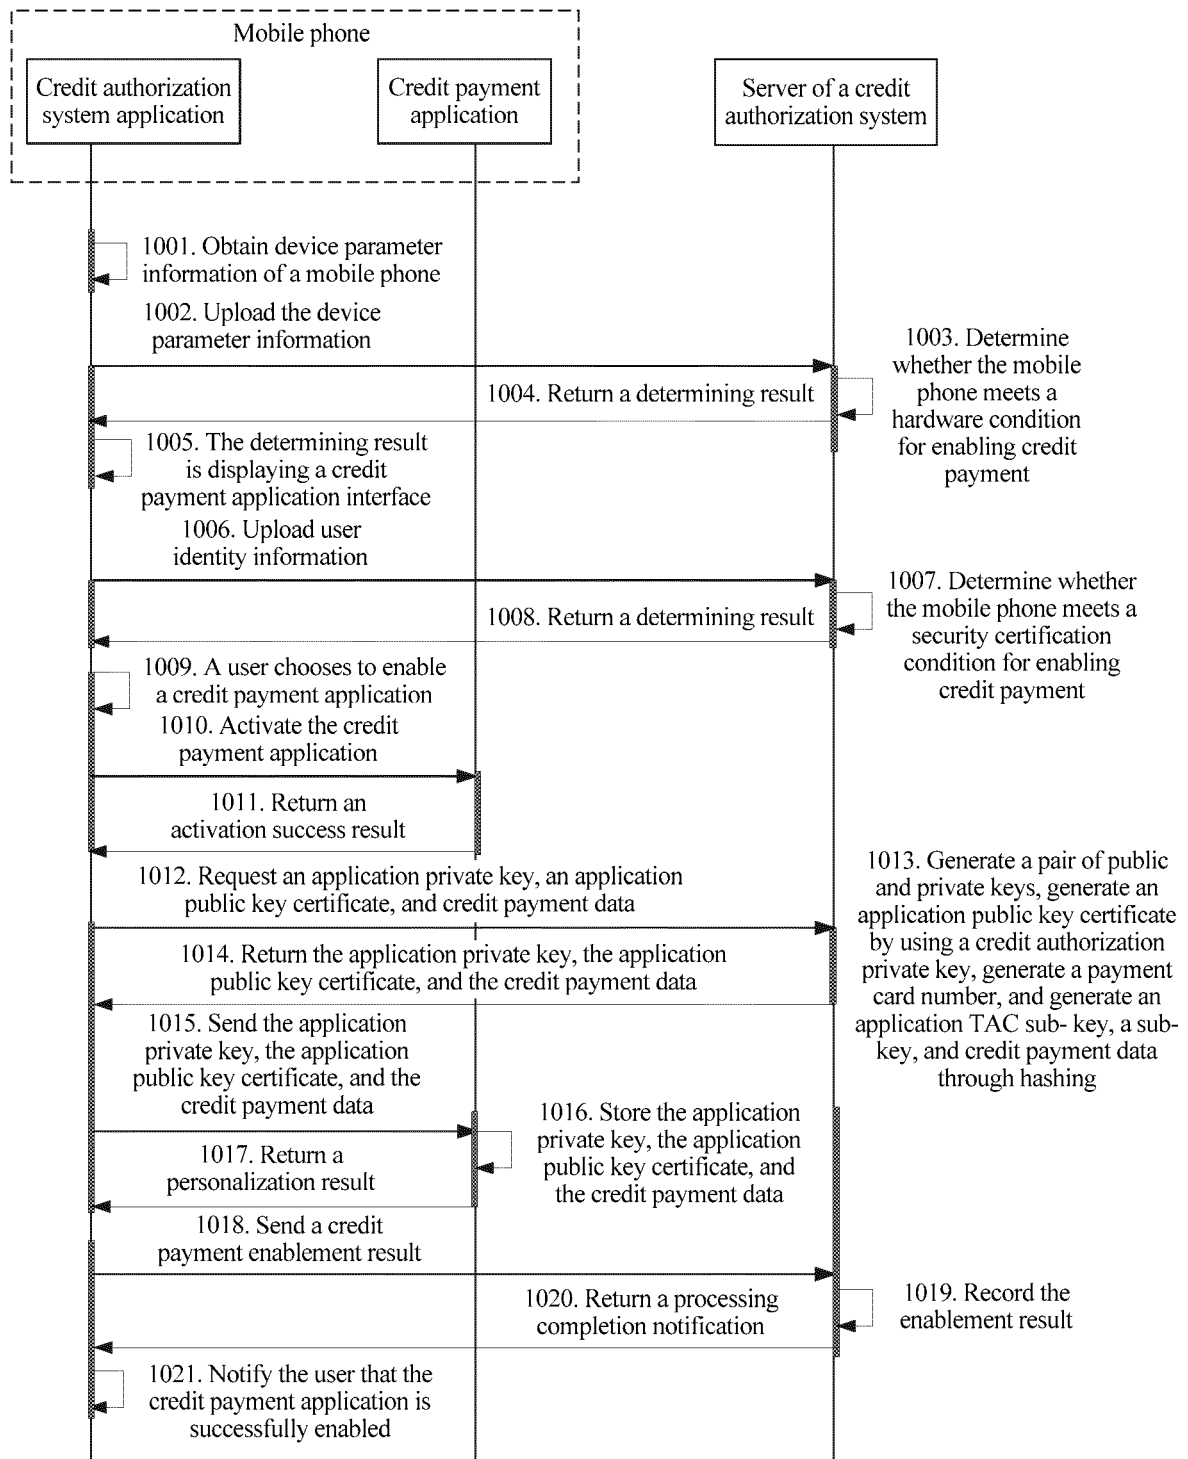 Mobile phone
Credit authorization
system application
Credit payment
application
Server of a credit
authorization system
1001. Obtain device parameter
information of a mobile phone
1002. Upload the device
parameter information
1003. Determine
whether the mobile
phone meets a
hardware condition
for enabling credit
payment
1004. Return a determining result
1005. The determining result
is displaying a credit
payment application interface
1006. Upload user
identity information
1007. Determine whether
the mobile phone meets a
security certification
condition for enabling
credit payment
1008. Return a determining result
1009. A user chooses to enable
a credit payment application
1010. Activate the credit
payment application
1011. Return an
activation success result
1012. Request an application private key, an application
public key certificate, and credit payment data
1013. Generate a pair of public
and private keys, generate an
application public key certificate
by using a credit authorization
private key, generate a payment
card number, and generate an
application TAC sub- key, a sub-
key, and credit payment data
through hashing
1014. Return the application private key, the application
public key certificate, and the credit payment data
1015. Send the application
private key, the application
public key certificate, and the
credit payment data
1016. Store the application
private key, the application
public key certificate, and
the credit payment data
1017. Return a
personalization result
1018. Send a credit
payment enablement result
1019. Record the
enablement result
1020. Return a processing
completion notification
1021. Notify the user that the
credit payment application is
successfully enabled